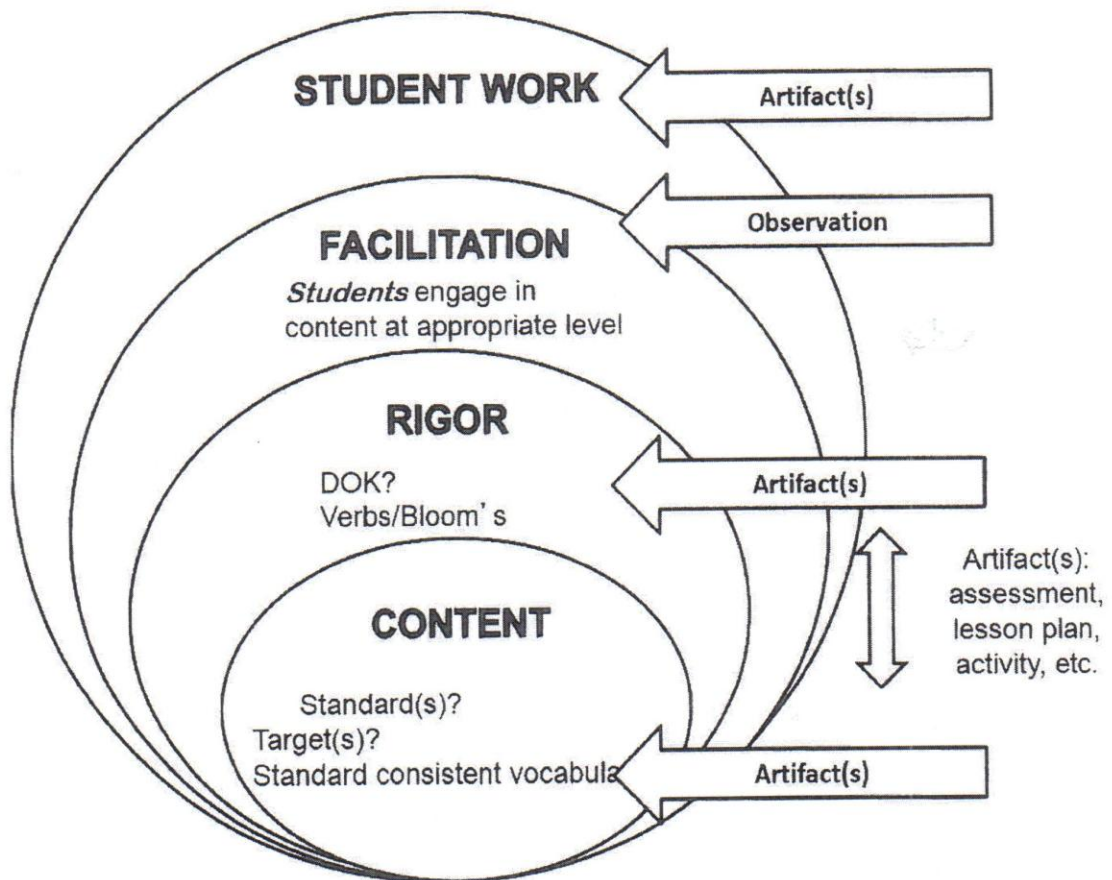 STUDENT WORK
Artifact(s)
FACILITATION
Observation
Students engage in
content at appropriate level
RIGOR
Artifact(s)
DOK?
Verbs/Bloom's
Artifact(s):
assessment,
lesson plan,
activity, etc.
CONTENT
Standard(s)?
Target(s)?
Standard consistent vocabula
Artifact(s)